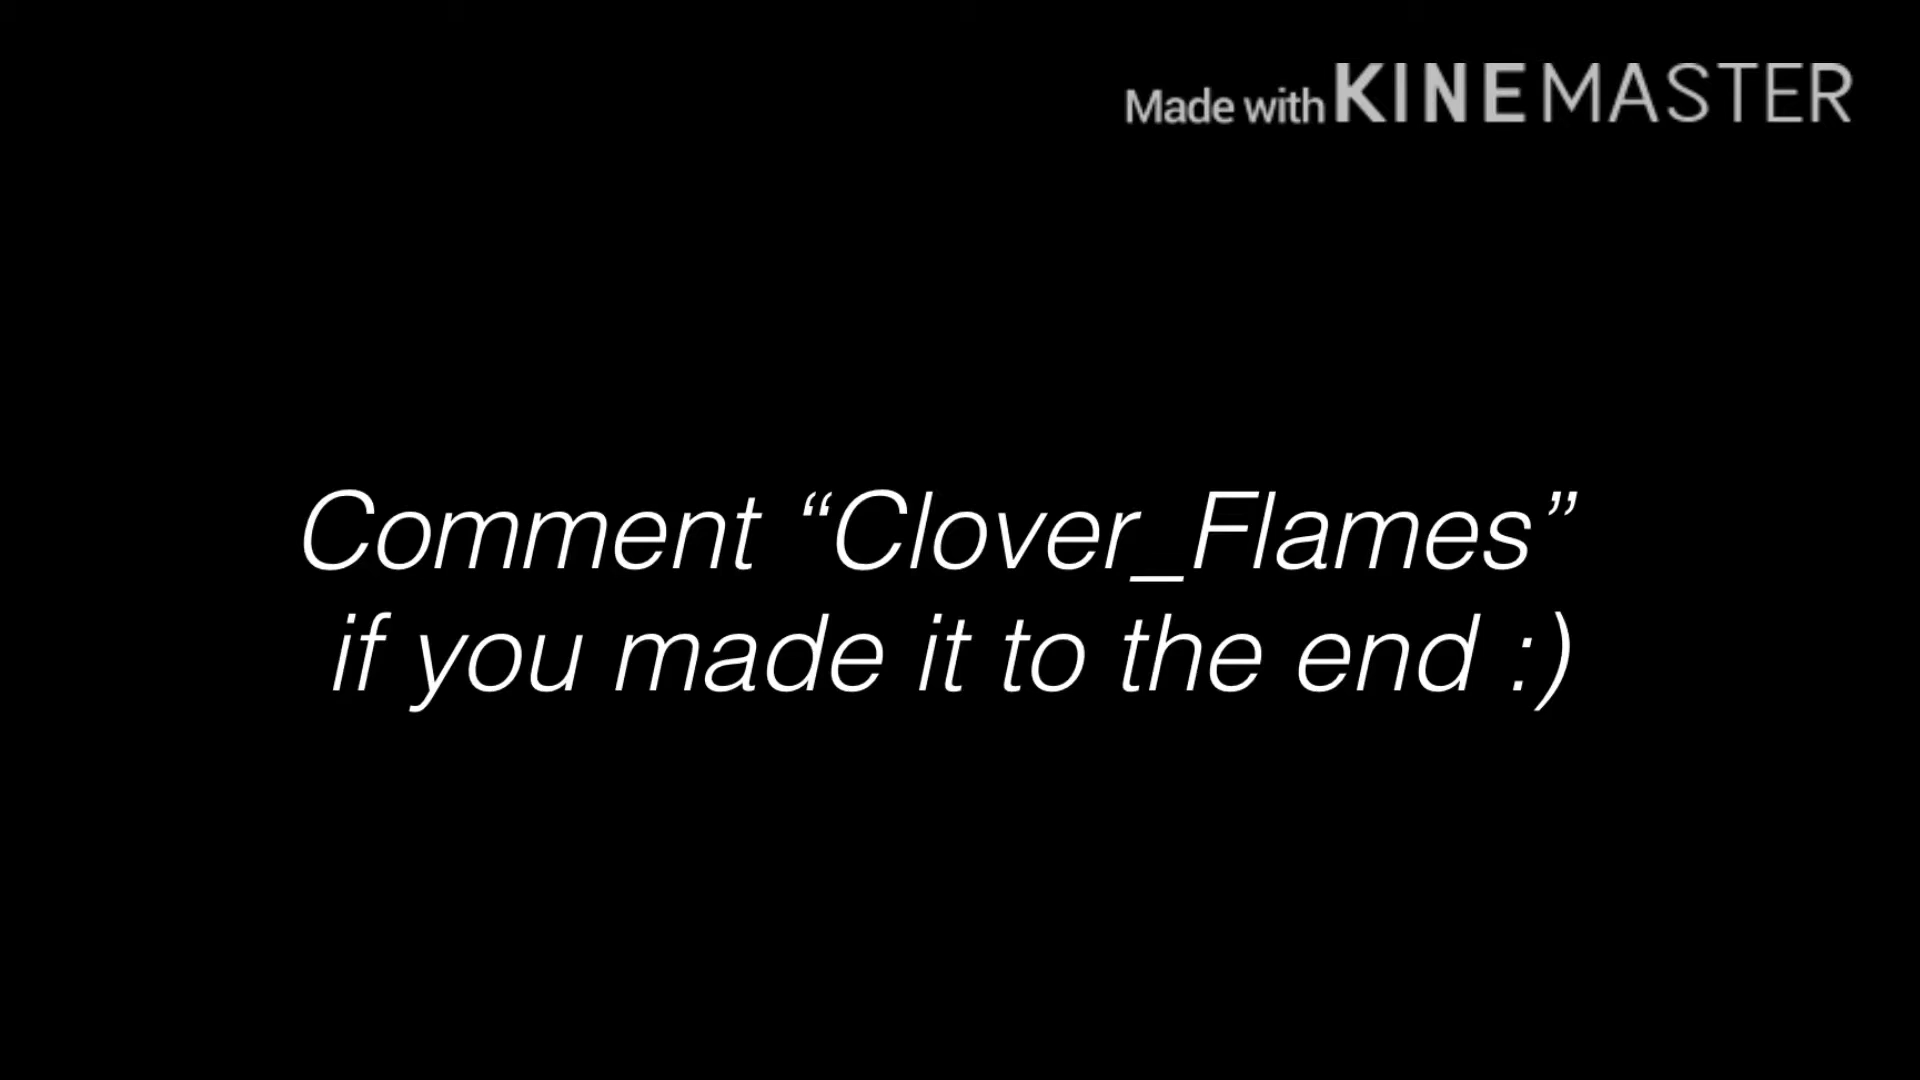 Made with KINEMASTER
Comment “Clover_Flames”
if you made it to the end :)